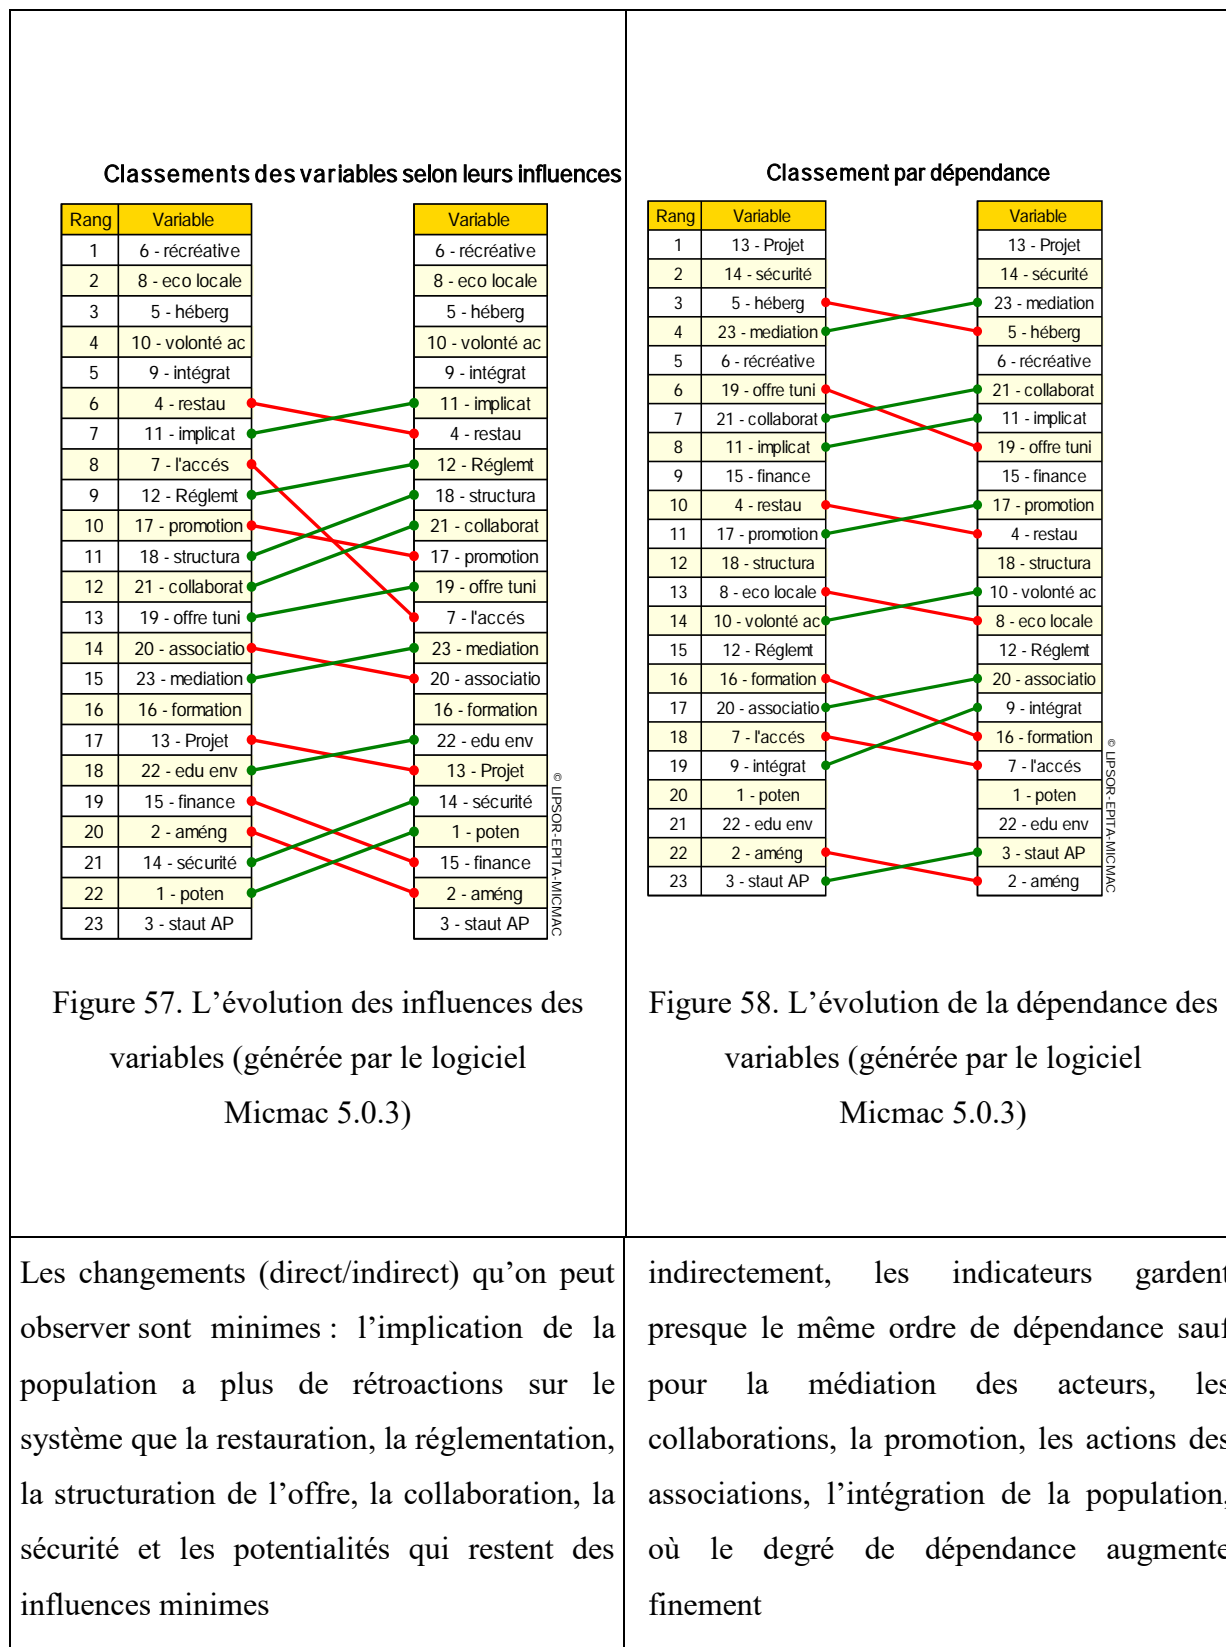 Classements des variables selon leurs influences
Rang Variable Variable
1 6 - récréative 6 - récréative
2 8 - eco locale 8 - eco locale
3 5 - héberg 5 - héberg
4 10 - volonté ac 10 - volonté ac
5 9 - intégrat 9 - intégrat
6 4 - restau 11 - implicat
7 11 - implicat 4 - restau
8 7 - l'accés 12 - Réglemt
9 12 - Réglemt 18 - structura
10 17 - promotion 21 - collaborat
11 18 - structura 17 - promotion
12 21 - collaborat 19 - offre tuni
13 19 - offre tuni 7 - l'accés
14 20 - associatio 23 - mediation
15 23 - mediation 20 - associatio
16 16 - formation 16 - formation
17 13 - Projet 22 - edu env
18 22 - edu env 13 - Projet
19 15 - finance 14 - sécurité
20 2 - améng 1 - poten
21 14 - sécurité 15 - finance
22 1 - poten 2 - améng
23 3 - staut AP 3 - staut AP
© LIPSOR-EPITA-MICMAC
Figure 57. L’évolution des influences des
variables (générée par le logiciel
Micmac 5.0.3)
Classement par dépendance
Rang Variable Variable
1 13 - Projet 13 - Projet
2 14 - sécurité 14 - sécurité
3 5 - héberg 23 - mediation
4 23 - mediation 5 - héberg
5 6 - récréative 6 - récréative
6 19 - offre tuni 21 - collaborat
7 21 - collaborat 11 - implicat
8 11 - implicat 19 - offre tuni
9 15 - finance 15 - finance
10 4 - restau 17 - promotion
11 17 - promotion 4 - restau
12 18 - structura 18 - structura
13 8 - eco locale 10 - volonté ac
14 10 - volonté ac 8 - eco locale
15 12 - Réglemt 12 - Réglemt
16 16 - formation 20 - associatio
17 20 - associatio 9 - intégrat
18 7 - l'accés 16 - formation
19 9 - intégrat 7 - l'accés
20 1 - poten 1 - poten
21 22 - edu env 22 - edu env
22 2 - améng 3 - staut AP
23 3 - staut AP 2 - améng
© LIPSOR-EPITA-MICMAC
Figure 58. L’évolution de la dépendance des
variables (générée par le logiciel
Micmac 5.0.3)
Les changements (direct/indirect) qu’on peut
observer sont minimes : l’implication de la
population a plus de rétroactions sur le
système que la restauration, la réglementation,
la structuration de l’offre, la collaboration, la
sécurité et les potentialités qui restent des
influences minimes
indirectement, les indicateurs gardent
presque le même ordre de dépendance sauf
pour la médiation des acteurs, les
collaborations, la promotion, les actions des
associations, l’intégration de la population,
où le degré de dépendance augmente
finement